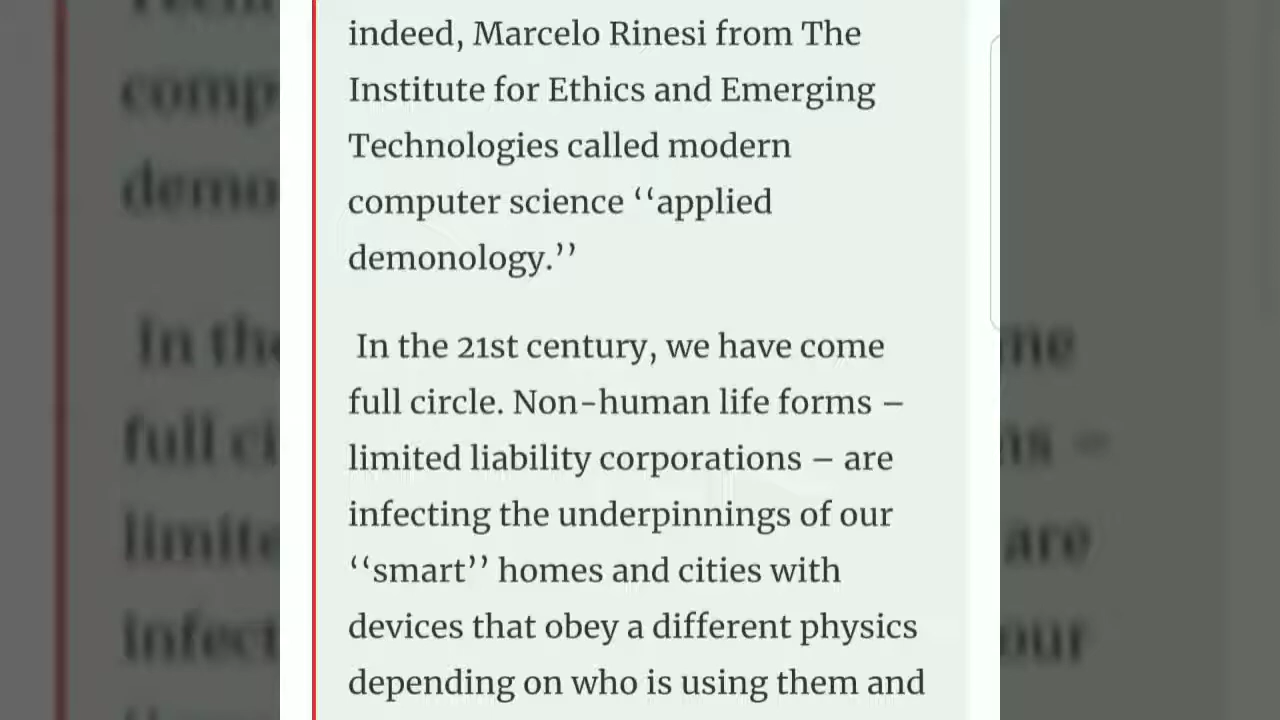 indeed, Marcelo Rinesi from The
Institute for Ethics and Emerging
Technologies called modern
computer science ‘‘applied
demonology.’’
In the 21st century, we have come
full circle. Non-human life forms –
limited liability corporations – are
infecting the underpinnings of our
‘‘smart’’ homes and cities with
devices that obey a different physics
depending on who is using them and